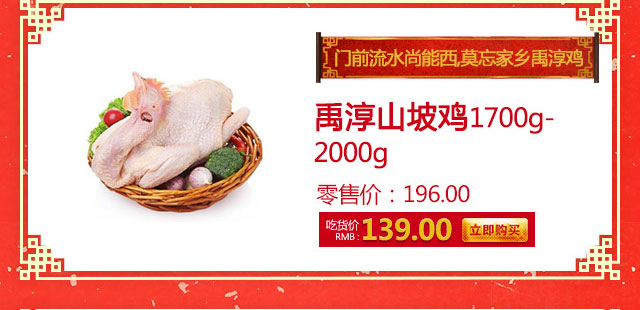 门前流水尚能西,莫忘家乡禹淳鸡
禹淳山坡鸡1700g-
2000g
零售价：196.00
吃货价
RMB：139.00 立即购买